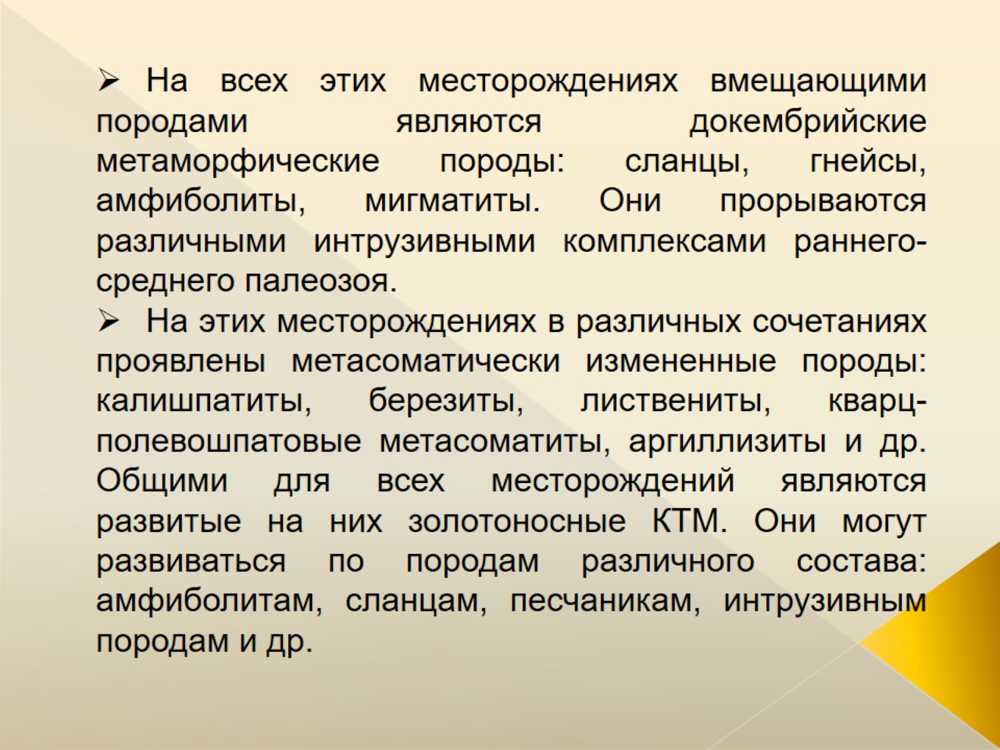 ➢ На всех этих месторождениях вмещающими
породами являются докембрийские
метаморфические породы: сланцы, гнейсы,
амфиболиты, мигматиты. Они прорываются
различными интрузивными комплексами раннего-
среднего палеозоя.
➢ На этих месторождениях в различных сочетаниях
проявлены метасоматически измененные породы:
калишпатиты, березиты, листвениты, кварц-
полевошпатовые метасоматиты, аргиллизиты и др.
Общими для всех месторождений являются
развитые на них золотоносные КТМ. Они могут
развиваться по породам различного состава:
амфиболитам, сланцам, песчаникам, интрузивным
породам и др.